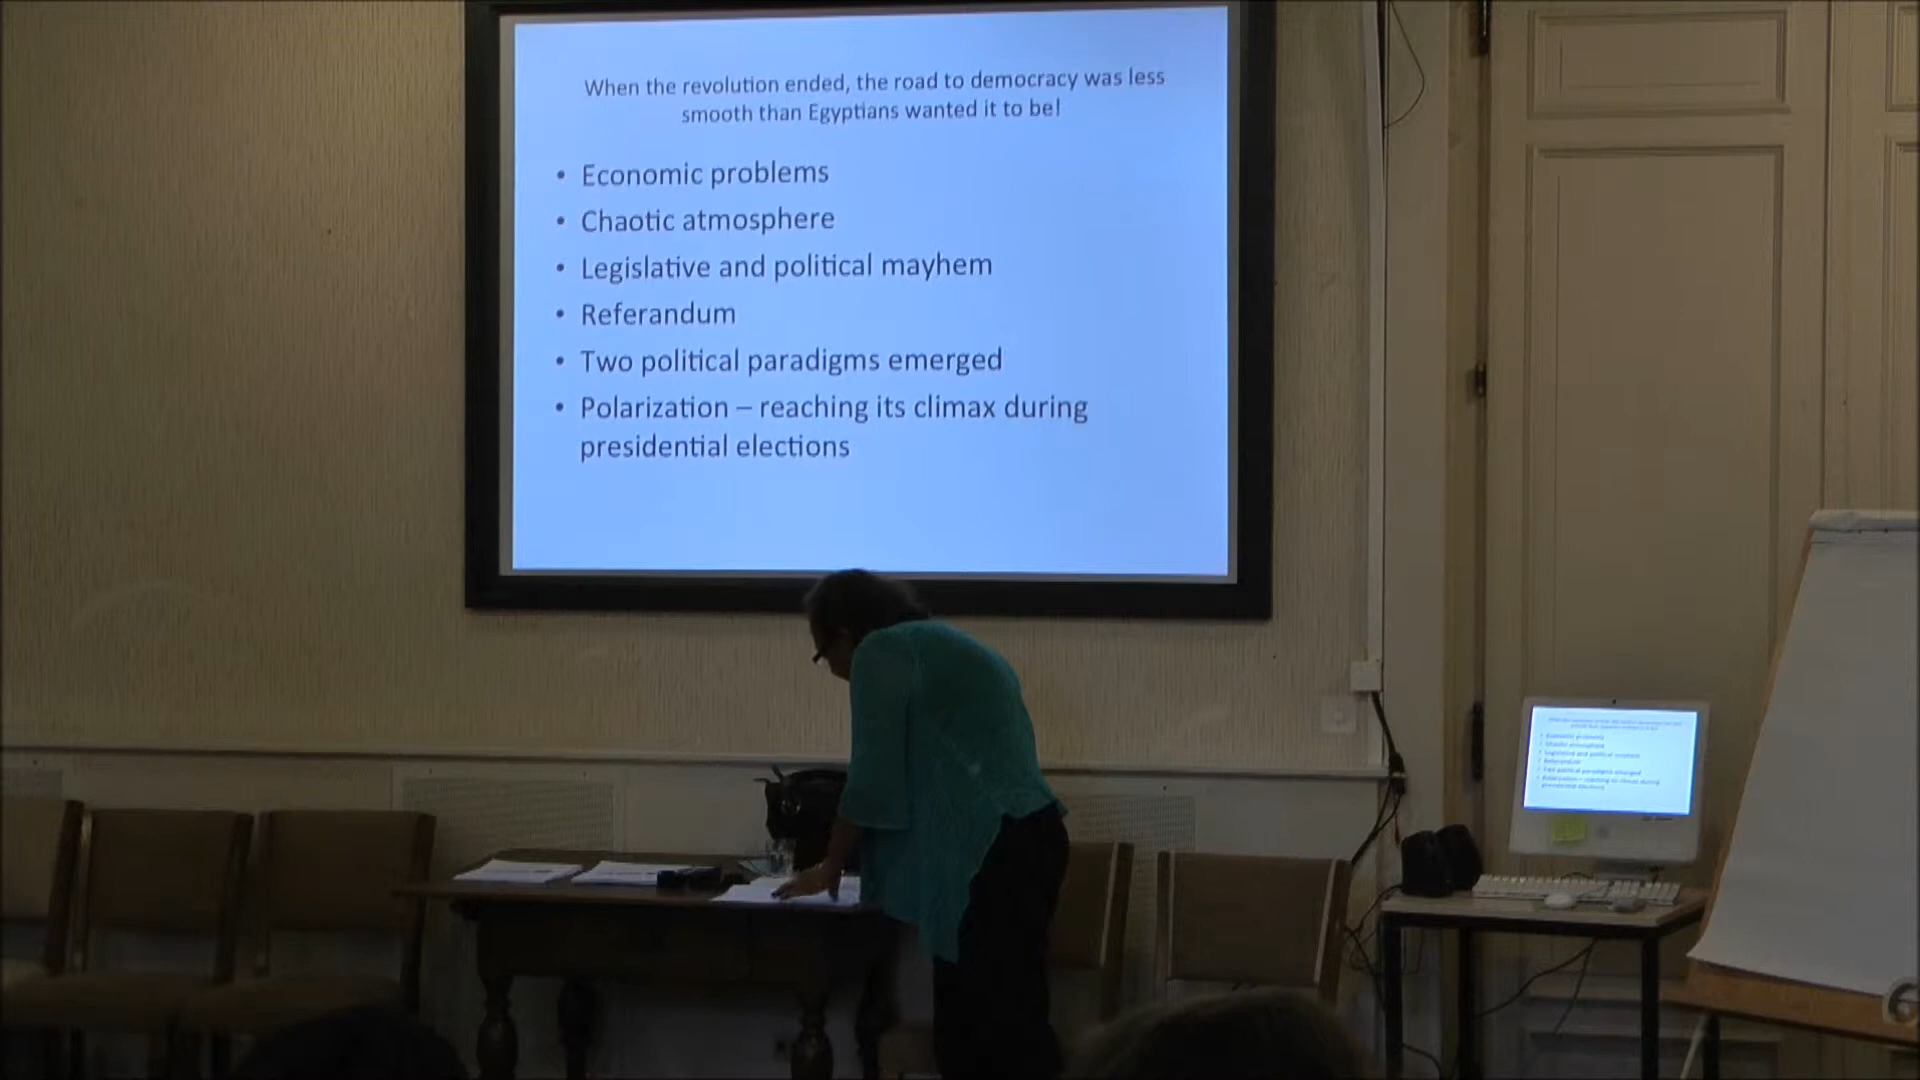 When the revolution ended, the road to democracy was less
smooth than Egyptians wanted it to be!
• Economic problems
• Chaotic atmosphere
• Legislative and political mayhem
• Referandum
• Two political paradigms emerged
• Polarization – reaching its climax during
presidential elections